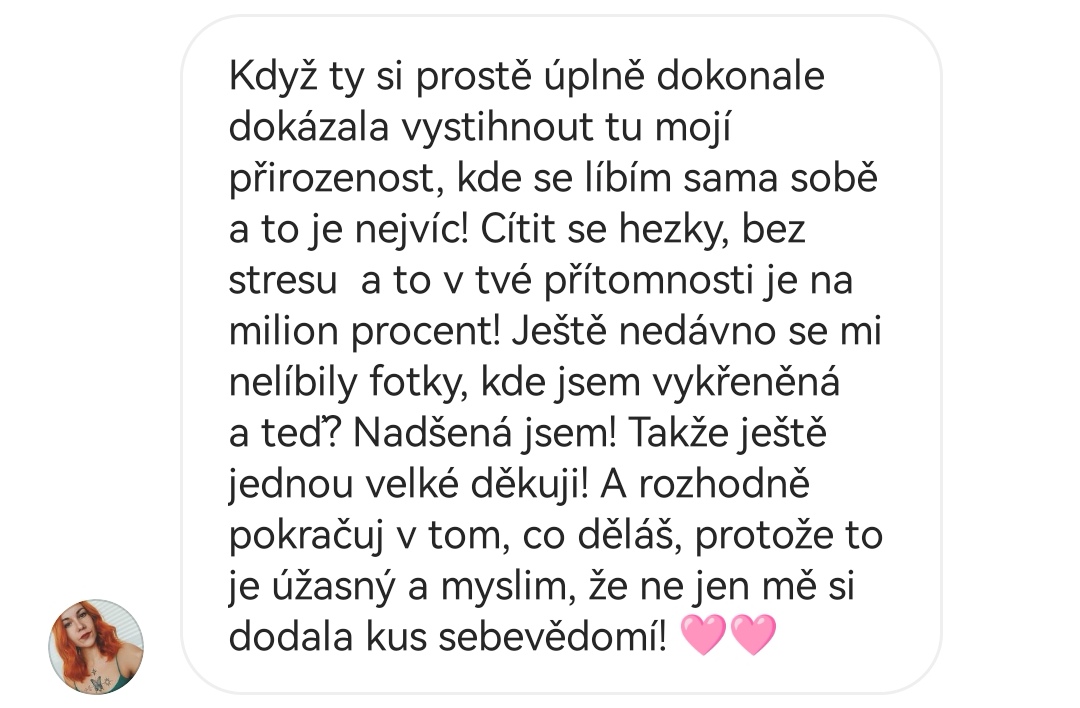 Když ty si prostě úplně dokonale
dokázala vystihnout tu mojí
přirozenost, kde se líbím sama sobě
a to je nejvíc! Cítit se hezky, bez
stresu  a to v tvé přítomnosti je na
milion procent! Ještě nedávno se mi
nelíbily fotky, kde jsem vykřeněná
a teď? Nadšená jsem! Takže ještě
jednou velké děkuji! A rozhodně
pokračuj v tom, co děláš, protože to
je úžasný a myslim, že ne jen mě si
dodala kus sebevědomí! 🩷🩷